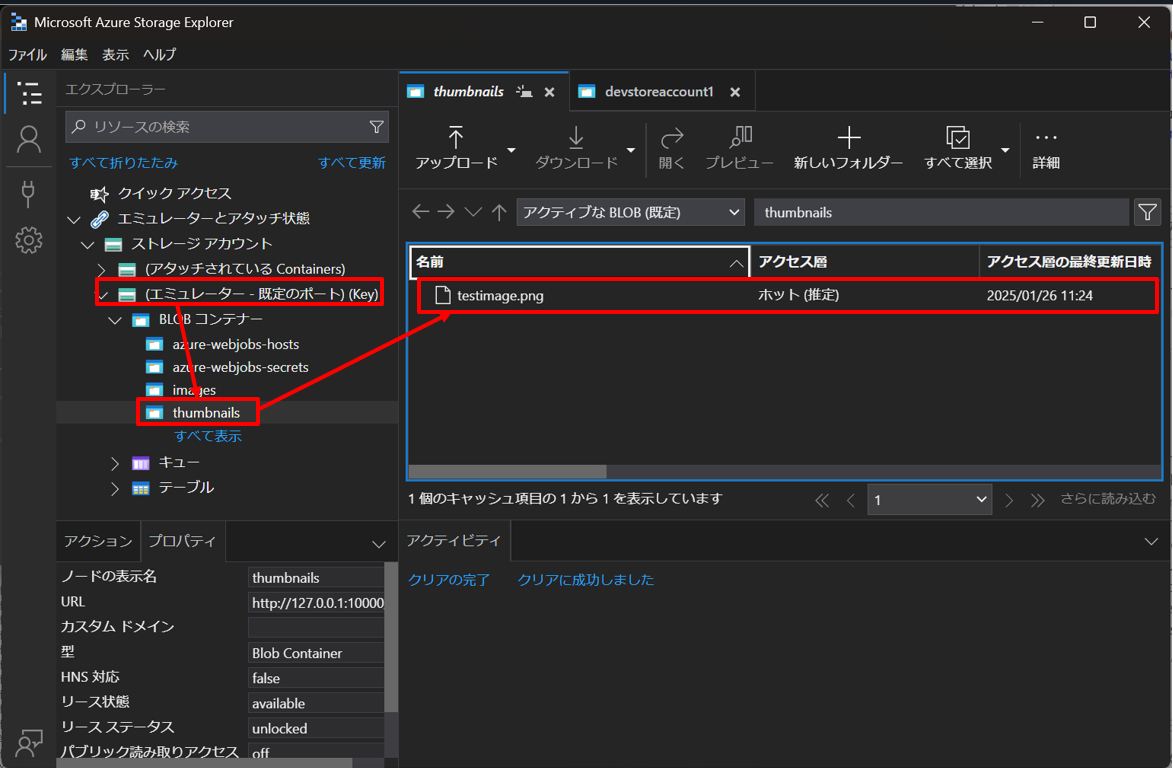 Microsoft Azure Storage Explorer
ファイル 編集 表示 ヘルプ
エクスプローラー
リソースの検索
すべて折りたたみ すべて更新
クイック アクセス
エミュレーターとアタッチ状態
ストレージ アカウント
(アタッチされている Containers)
(エミュレーター - 既定のポート) (Key)
BLOB コンテナー
azure-webjobs-hosts
azure-webjobs-secrets
images
thumbnails
すべて表示
キュー
テーブル
アクション プロパティ
ノードの表示名 thumbnails
URL http://127.0.0.1:10000
カスタム ドメイン
型 Blob Container
HNS 対応 false
リース状態 available
リース ステータス unlocked
パブリック読み取りアクセス off
thumbnails devstoreaccount1
アップロード ダウンロード 開く プレビュー 新しいフォルダー すべて選択 詳細
アクティブな BLOB (既定) thumbnails
名前 アクセス層 アクセス層の最終更新日時
testimage.png ホット (推定) 2025/01/26 11:24
1 個のキャッシュ項目の 1 から 1 を表示しています 1 さらに読み込む
アクティビティ
クリアの完了 クリアに成功しました